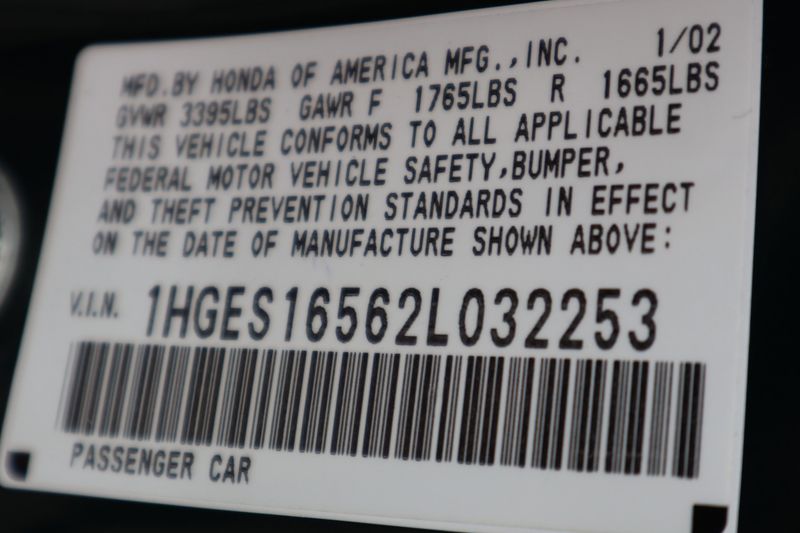 MFD. BY HONDA OF AMERICA MFG., INC. 1/02
GVWR 3395LBS GAWR F 1765LBS R 1665LBS
THIS VEHICLE CONFORMS TO ALL APPLICABLE
FEDERAL MOTOR VEHICLE SAFETY, BUMPER,
AND THEFT PREVENTION STANDARDS IN EFFECT
ON THE DATE OF MANUFACTURE SHOWN ABOVE:
V.I.N. 1HGES16562L032253
PASSENGER CAR